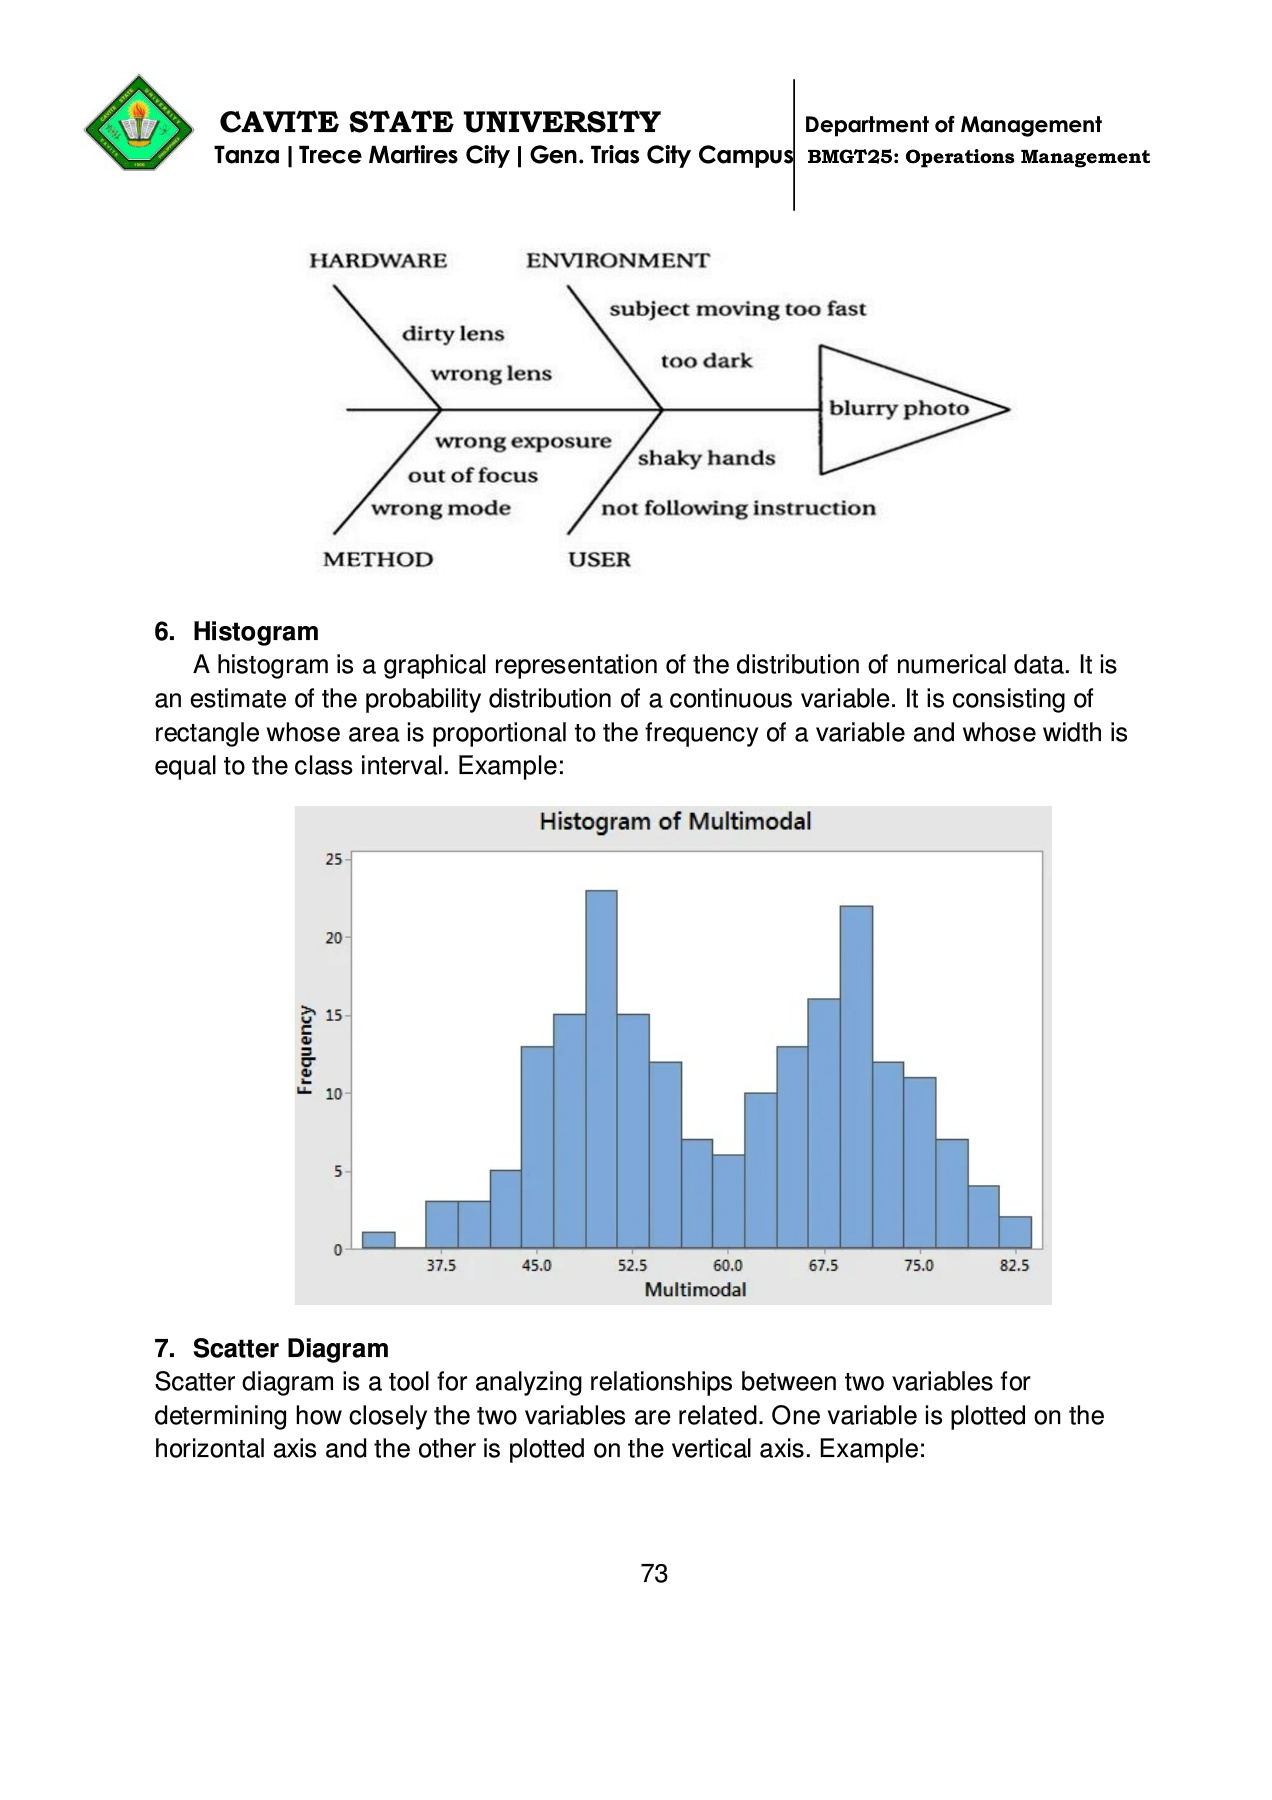 CAVITE STATE UNIVERSITY
Tanza | Trece Martires City | Gen. Trias City Campus
Department of Management
BMGT25: Operations Management
HARDWARE
ENVIRONMENT
subject moving too fast
dirty lens
too dark
wrong lens
blurry photo
wrong exposure
shaky hands
out of focus
wrong mode
not following instruction
METHOD
USER
6. Histogram
A histogram is a graphical representation of the distribution of numerical data. It is
an estimate of the probability distribution of a continuous variable. It is consisting of
rectangle whose area is proportional to the frequency of a variable and whose width is
equal to the class interval. Example:
Histogram of Multimodal
25
20
15
10
5
0
Frequency
37.5 45.0 52.5 60.0 67.5 75.0 82.5
Multimodal
7. Scatter Diagram
Scatter diagram is a tool for analyzing relationships between two variables for
determining how closely the two variables are related. One variable is plotted on the
horizontal axis and the other is plotted on the vertical axis. Example:
73